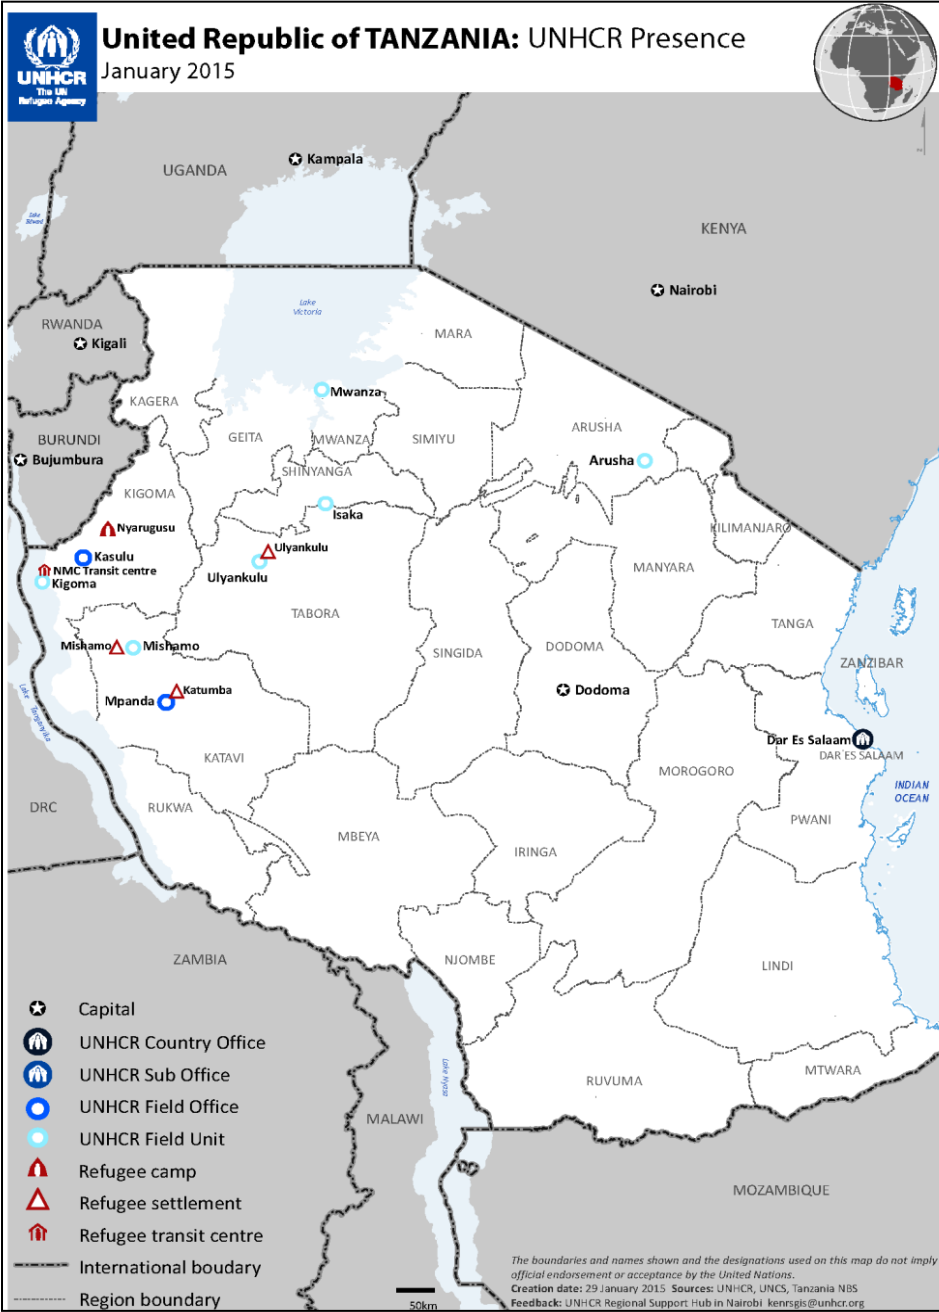 United Republic of TANZANIA: UNHCR Presence
January 2015
UNHCR
The UN
Refugee Agency
UGANDA
Kampala
KENYA
Nairobi
Lake
Victoria
RWANDA
Kigali
MARA
Mwanza
KAGERA
BURUNDI
Bujumbura
GEITA
MWANZA
SIMIYU
ARUSHA
Arusha
SHINYANGA
KIGOMA
Isaka
Nyarugusu
KILIMANJARO
Kasulu
NMC Transit centre
Kigoma
Ulyankulu
Ulyankulu
MANYARA
TABORA
TANGA
Mishamo
Mishamo
SINGIDA
DODOMA
ZANZIBAR
Katumba
Mpanda
Dodoma
Lake
Tanganyika
Dar Es Salaam
DAR ES SALAAM
KATAVI
MOROGORO
INDIAN
OCEAN
DRC
RUKWA
MBEYA
PWANI
IRINGA
ZAMBIA
NJOMBE
LINDI
Lake Nyasa
RUVUMA
MTWARA
MALAWI
MOZAMBIQUE
Capital
UNHCR Country Office
UNHCR Sub Office
UNHCR Field Office
UNHCR Field Unit
Refugee camp
Refugee settlement
Refugee transit centre
International boudary
Region boundary
50km
The boundaries and names shown and the designations used on this map do not imply
official endorsement or acceptance by the United Nations.
Creation date: 29 January 2015 Sources: UNHCR, UNCS, Tanzania NBS
Feedback: UNHCR Regional Support Hub in Nairobi kenrsgis@unhcr.org